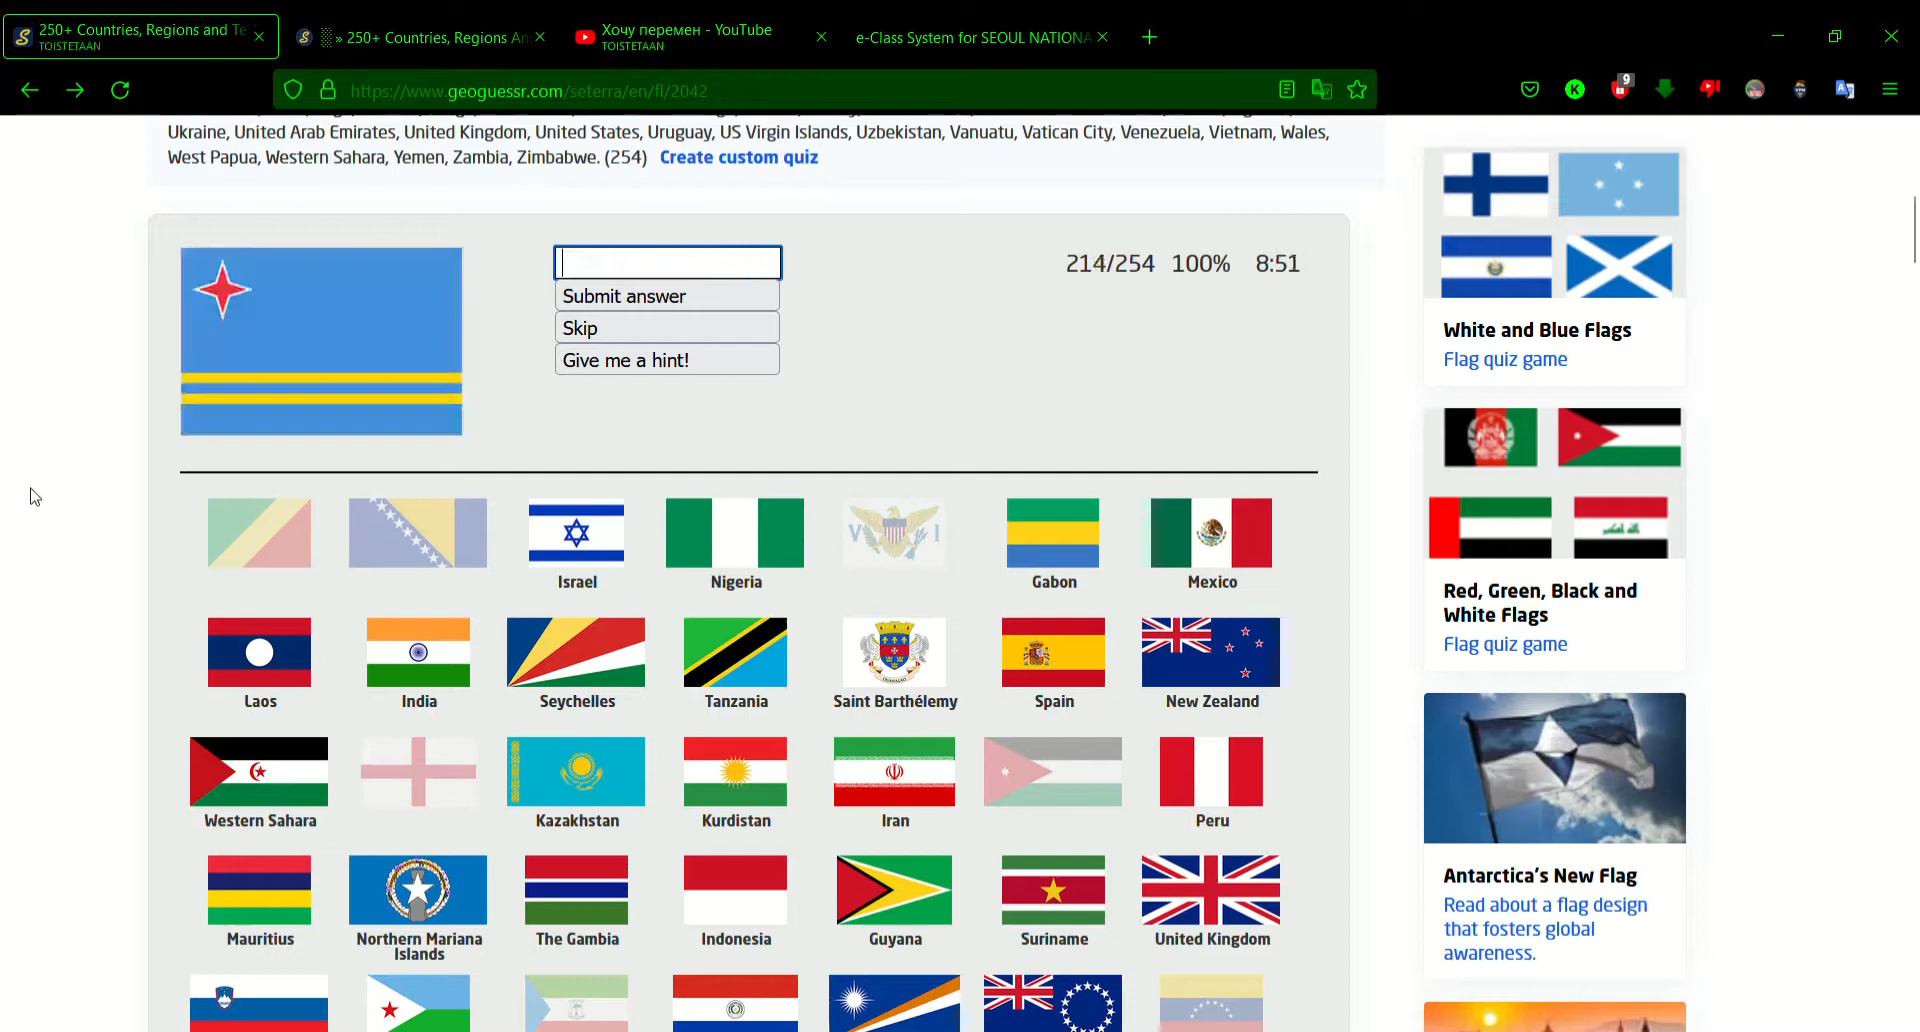 250+ Countries, Regions and Te
TOISTETAAN
» 250+ Countries, Regions An
Хочу перемен - YouTube
TOISTETAAN
e-Class System for SEOUL NATIONA
https://www.geoguessr.com/seterra/en/fl/2042
9
Ukraine, United Arab Emirates, United Kingdom, United States, Uruguay, US Virgin Islands, Uzbekistan, Vanuatu, Vatican City, Venezuela, Vietnam, Wales,
West Papua, Western Sahara, Yemen, Zambia, Zimbabwe. (254) Create custom quiz
Submit answer
Skip
Give me a hint!
214/254 100% 8:51
V I
Israel
Nigeria
Gabon
Mexico
Laos
India
Seychelles
Tanzania
Saint Barthélemy
Spain
New Zealand
Western Sahara
Kazakhstan
Kurdistan
Iran
Peru
Mauritius
Northern Mariana
Islands
The Gambia
Indonesia
Guyana
Suriname
United Kingdom
White and Blue Flags
Flag quiz game
Red, Green, Black and
White Flags
Flag quiz game
Antarctica's New Flag
Read about a flag design
that fosters global
awareness.